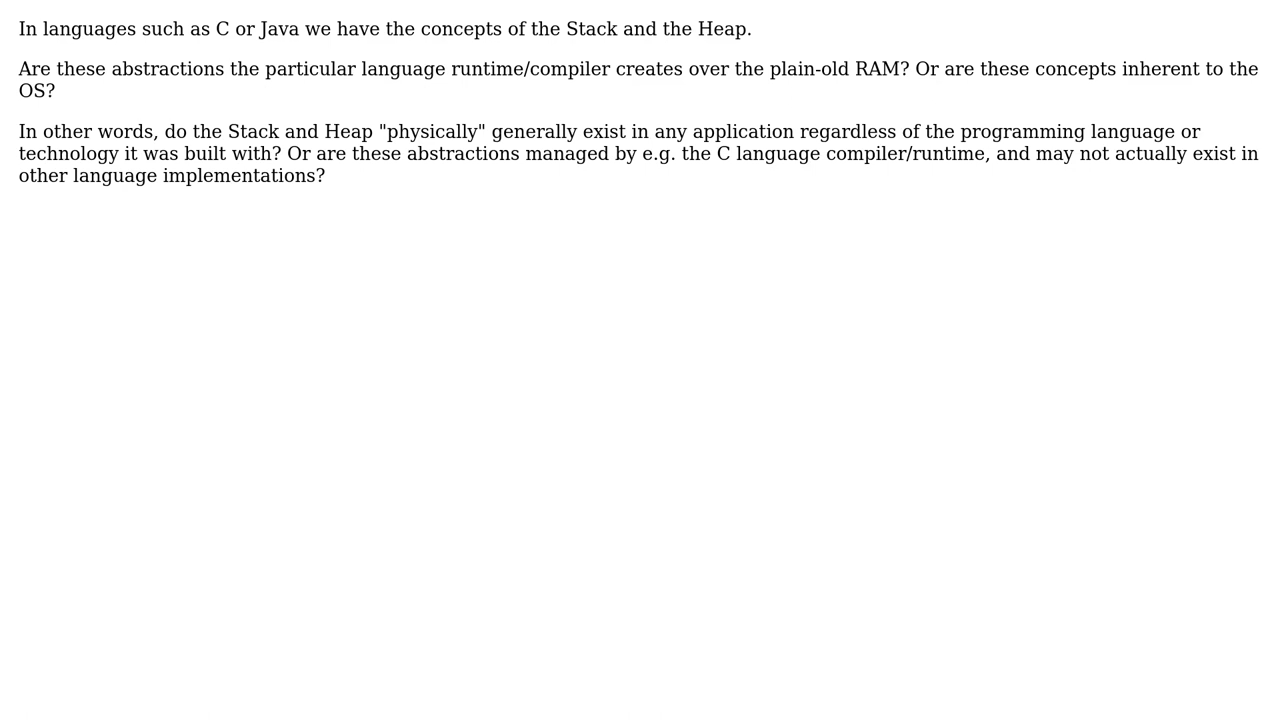 In languages such as C or Java we have the concepts of the Stack and the Heap.
Are these abstractions the particular language runtime/compiler creates over the plain-old RAM? Or are these concepts inherent to the
OS?
In other words, do the Stack and Heap "physically" generally exist in any application regardless of the programming language or
technology it was built with? Or are these abstractions managed by e.g. the C language compiler/runtime, and may not actually exist in
other language implementations?